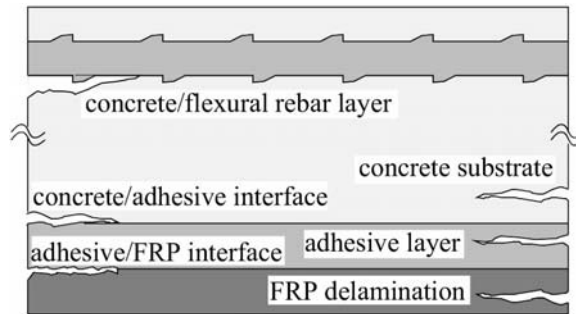 concrete/flexural rebar layer
concrete substrate
concrete/adhesive interface
adhesive layer
adhesive/FRP interface
FRP delamination